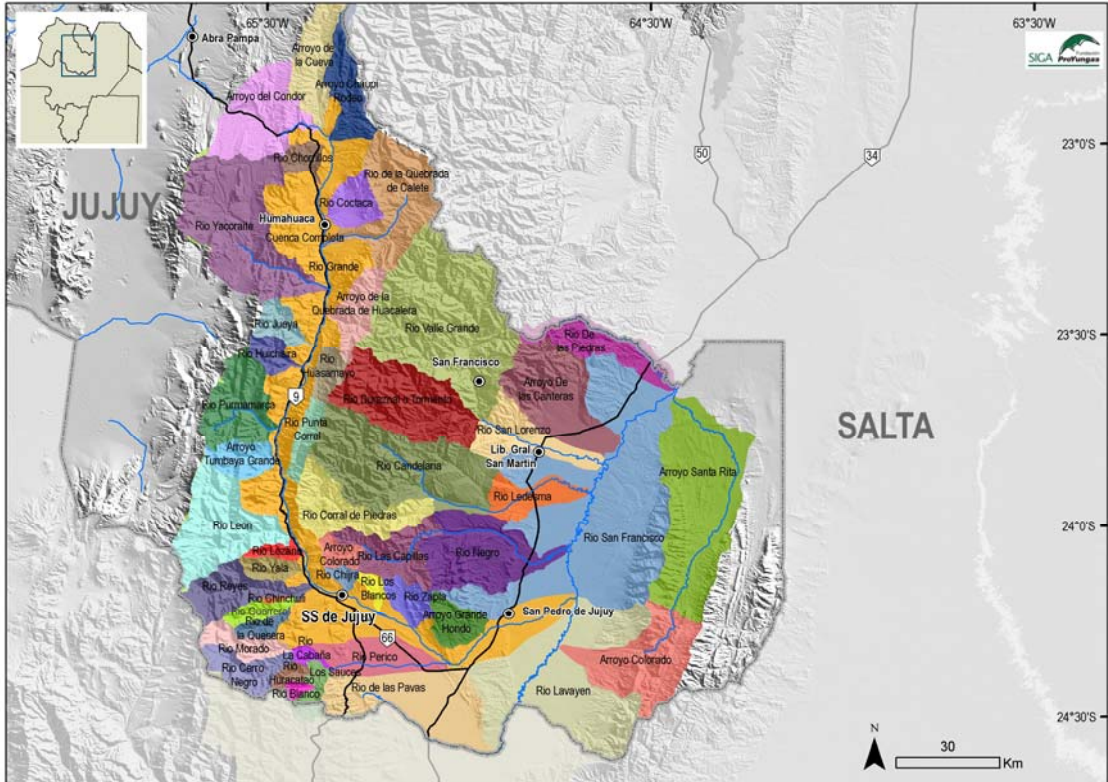 65°30'W
64°30'W
63°30'W
Abra Pampa
Arroyo de
la Cueva
SIGA
Fundación
ProYungas
Arroyo Chaupi
Rodeo
Arroyo del Condor
23°0'S
50
34
Rio Chorrillos
Rio de la Quebrada
de Calete
JUJUY
Rio Coctaca
Rio Yacoraite
Humahuaca
Cuenca Completa
Rio Grande
Arroyo de la
Quebrada de Huacalera
Rio Jueya
Rio Valle Grande
23°30'S
Rio De
las Piedras
Rio Huichaira
Rio
Huasamayo
San Francisco
Arroyo De
las Canteras
9
Rio Purmamarca
Rio Duraznal o Tormento
Rio Punta
Corral
Rio San Lorenzo
SALTA
Arroyo
Tumbaya Grande
Lib. Gral
San Martin
Rio Candelaria
Arroyo Santa Rita
Rio Ledesma
Rio León
Rio Corral de Piedras
24°0'S
Rio San Francisco
Rio Lozano
Arroyo
Colorado
Rio Las Capillas
Rio Negro
Rio Yala
Rio Chijra
Rio Reyes
Rio Los
Blancos
Rio Zapla
Rio Chinchuli
SS de Jujuy
Arroyo Grande
Hondo
San Pedro de Jujuy
Rio de
la Quesera
66
Rio Morado
Rio
La Cabaña
Rio Perico
Arroyo Colorado
Rio Cerro
Negro
Rio
Huracatao
Los Sauces
Rio Blanco
Rio de las Pavas
Rio Lavayen
24°30'S
N
30
Km